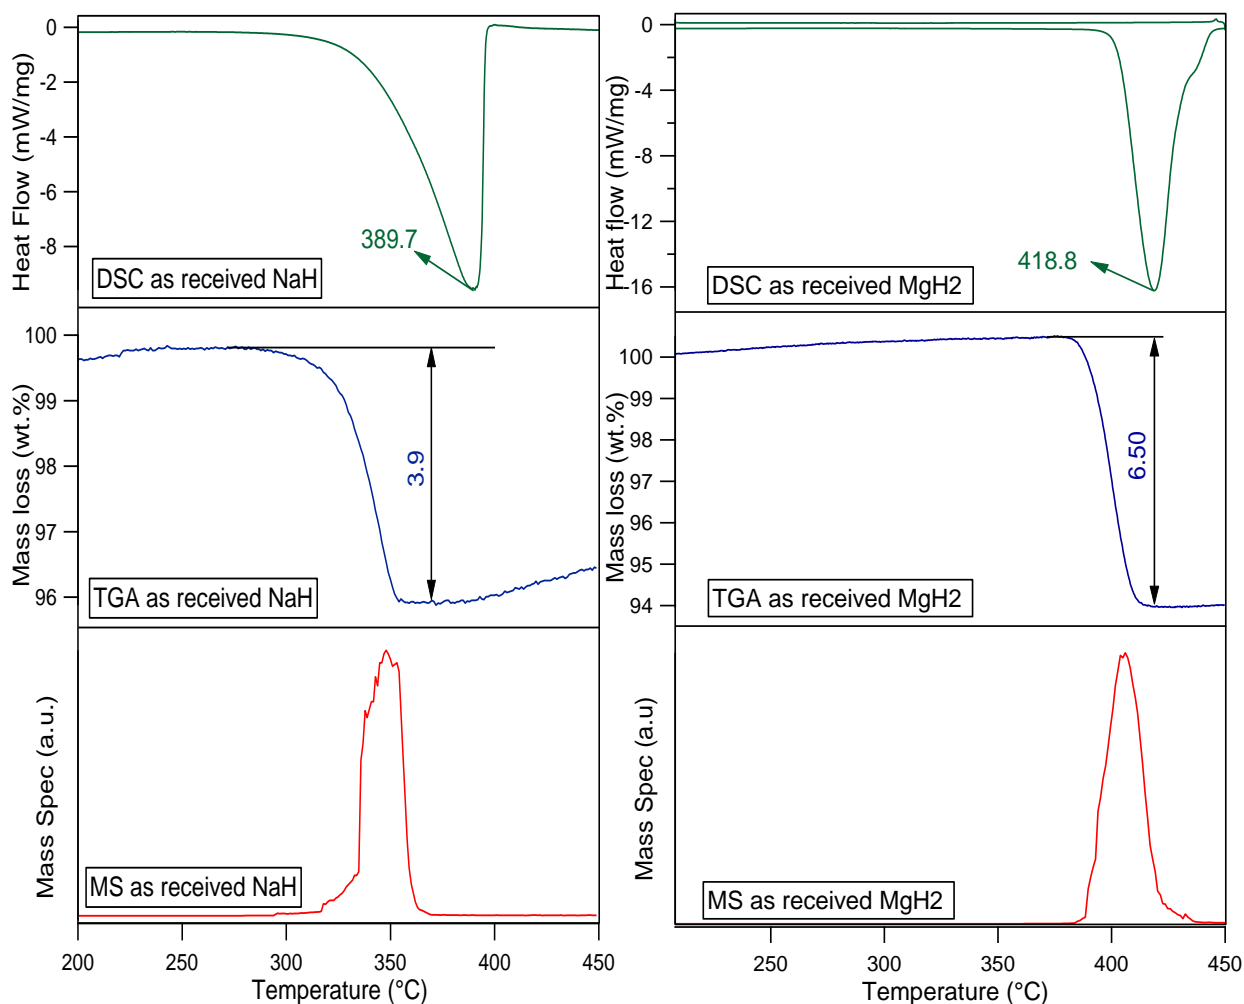 Heat Flow (mW/mg)
0
-2
-4
-6
-8
389.7
DSC as received NaH
Mass loss (wt.%)
100
99
98
97
96
3.9
TGA as received NaH
Mass Spec (a.u.)
MS as received NaH
200
250
300
350
400
450
Temperature (°C)
Heat flow (mW/mg)
0
-4
-8
-12
-16
418.8
DSC as received MgH2
Mass loss (wt.%)
100
99
98
97
96
95
94
6.50
TGA as received MgH2
Mass Spec (a.u)
MS as received MgH2
250
300
350
400
450
Temperature (°C)